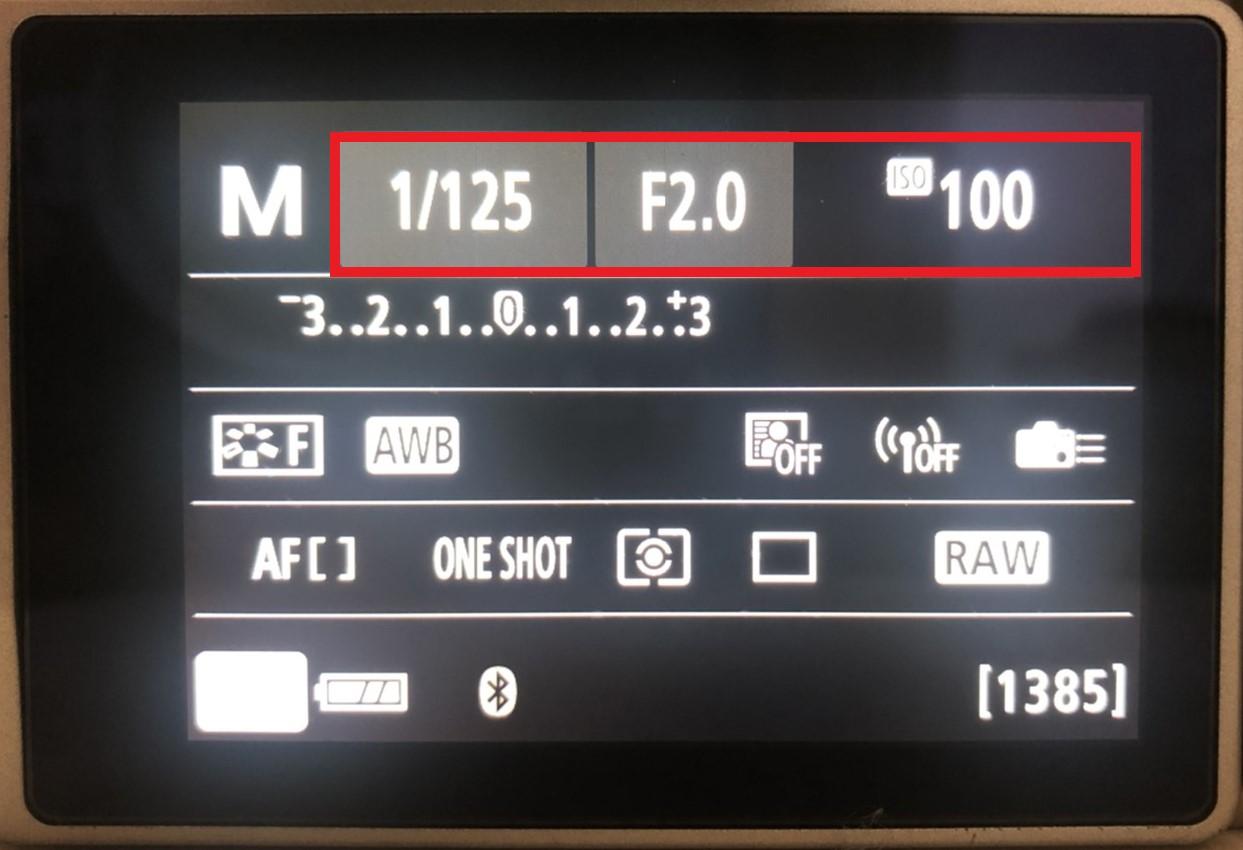 M 1/125 F2.0 ISO 100
-3..2..1..0..1..2..+3
F AWB OFF OFF
AF[ ] ONE SHOT RAW
[1385]